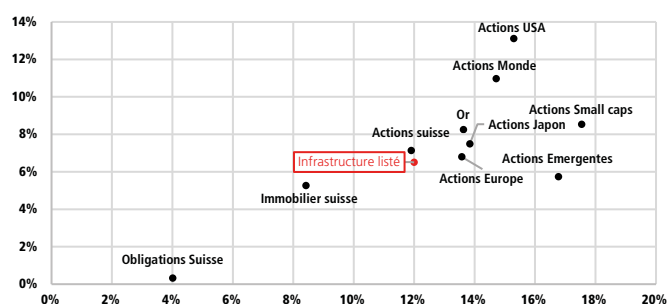 14%
Actions USA
12%
Actions Monde
10%
Or
Actions Small caps
8%
Actions suisse
Actions Japon
Infrastructure listé
Actions Emergentes
6%
Actions Europe
Immobilier suisse
4%
Obligations Suisse
2%
0%
0% 2% 4% 6% 8% 10% 12% 14% 16% 18% 20%